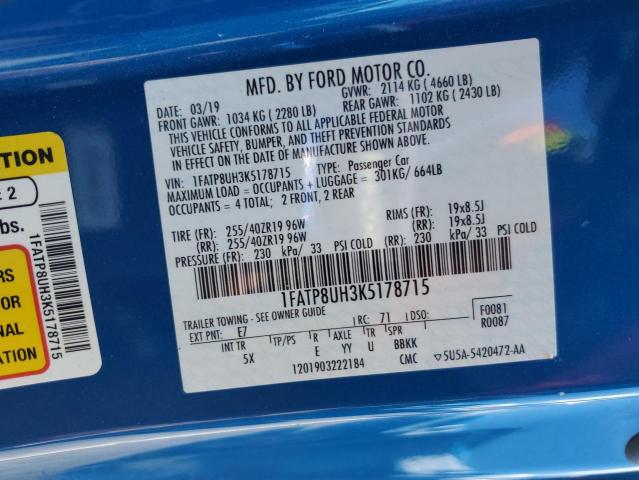 MFD. BY FORD MOTOR CO.
DATE: 03/19 GVWR: 2114 KG ( 4660 LB)
FRONT GAWR: 1034 KG ( 2280 LB) REAR GAWR: 1102 KG ( 2430 LB)
THIS VEHICLE CONFORMS TO ALL APPLICABLE FEDERAL MOTOR
VEHICLE SAFETY, BUMPER, AND THEFT PREVENTION STANDARDS
IN EFFECT ON THE DATE OF MANUFACTURE SHOWN ABOVE.
VIN: 1FATP8UH3K5178715 TYPE: Passenger Car
MAXIMUM LOAD = OCCUPANTS + LUGGAGE = 301KG/ 664LB
OCCUPANTS = 4 TOTAL; 2 FRONT, 2 REAR
TIRE (FR): 255/40ZR19 96W RIMS (FR): 19x8.5J
(RR): 255/40ZR19 96W (RR): 19x8.5J
PRESSURE (FR): 230 kPa/ 33 PSI COLD (RR): 230 kPa/ 33 PSI COLD
1FATP8UH3K5178715
TRAILER TOWING - SEE OWNER GUIDE
EXT PNT: E7 RC: 71 DSO: F0081
R0087
INT TR TP/PS R AXLE TR SPR
5X E YY U BBKK
1201903222184 CMC ▽5U5A-5420472-AA
TION
2
bs.
RS
OR
NAL
ATION
1FATP8UH3K5178715